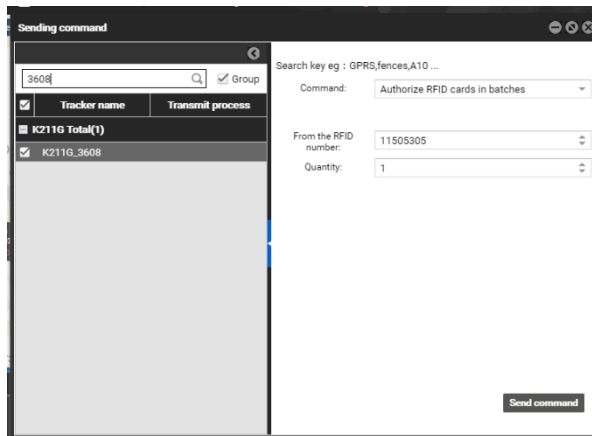 Sending command
3608
Group
Tracker name Transmit process
K211G Total(1)
K211G_3608
Search key eg : GPRS,fences,A10 ...
Command: Authorize RFID cards in batches
From the RFID number: 11505305
Quantity: 1
Send command